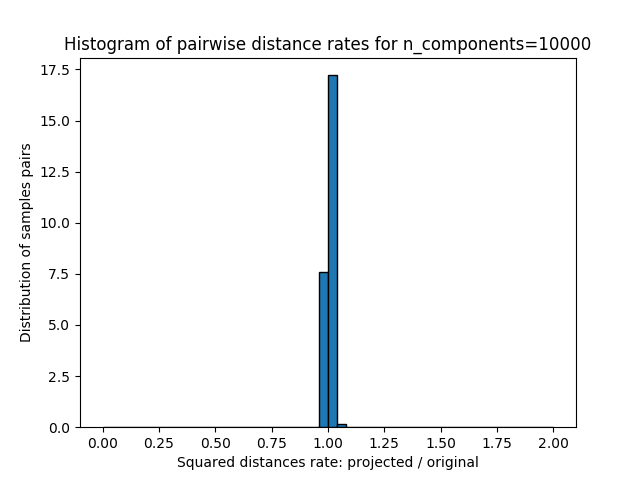 Histogram of pairwise distance rates for n_components=10000
17.5
15.0
12.5
10.0
7.5
5.0
2.5
0.0
Distribution of samples pairs
0.00 0.25 0.50 0.75 1.00 1.25 1.50 1.75 2.00
Squared distances rate: projected / original